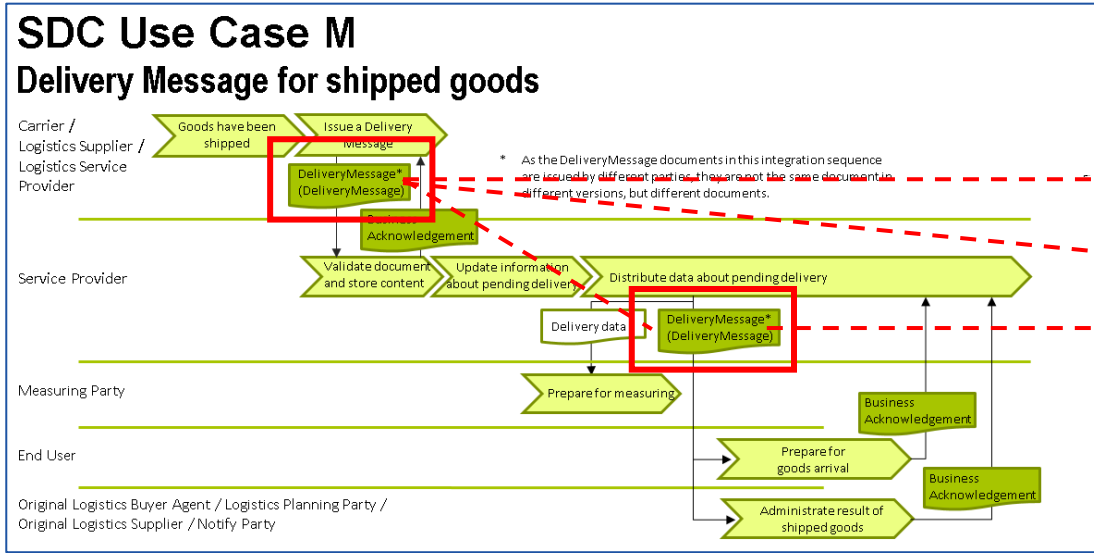 SDC Use Case M
Delivery Message for shipped goods
Carrier /
Logistics Supplier /
Logistics Service
Provider
Goods have been
shipped
Issue a Delivery
Message
DeliveryMessage*
(DeliveryMessage)
* As the DeliveryMessage documents in this integration sequence
are issued by different parties, they are not the same document in
different versions, but different documents.
Business
Acknowledgement
Service Provider
Validate document
and store content
Update information
about pending delivery
Distribute data about pending delivery
Delivery data
DeliveryMessage*
(DeliveryMessage)
Measuring Party
Prepare for measuring
Business
Acknowledgement
End User
Prepare for
goods arrival
Business
Acknowledgement
Original Logistics Buyer Agent / Logistics Planning Party /
Original Logistics Supplier / Notify Party
Administrate result of
shipped goods